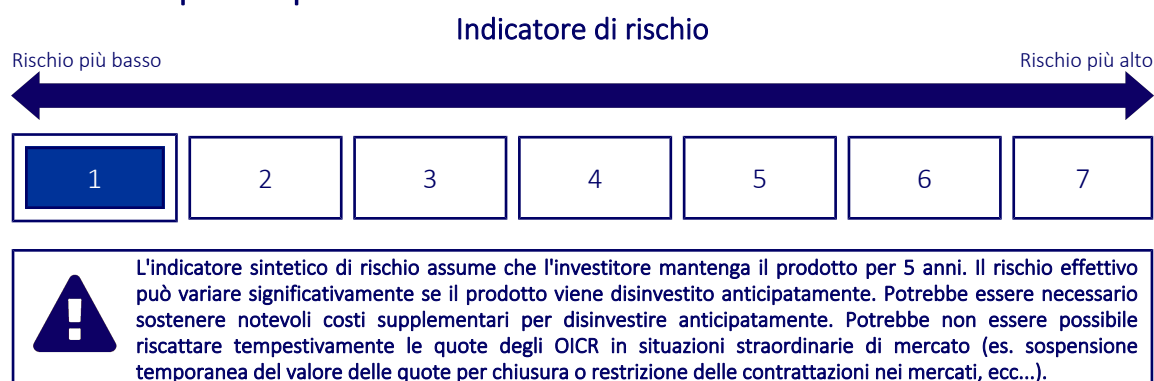 Indicatore di rischio
Rischio più basso
Rischio più alto
1 2 3 4 5 6 7
L'indicatore sintetico di rischio assume che l'investitore mantenga il prodotto per 5 anni. Il rischio effettivo
può variare significativamente se il prodotto viene disinvestito anticipatamente. Potrebbe essere necessario
sostenere notevoli costi supplementari per disinvestire anticipatamente. Potrebbe non essere possibile
riscattare tempestivamente le quote degli OICR in situazioni straordinarie di mercato (es. sospensione
temporanea del valore delle quote per chiusura o restrizione delle contrattazioni nei mercati, ecc...).